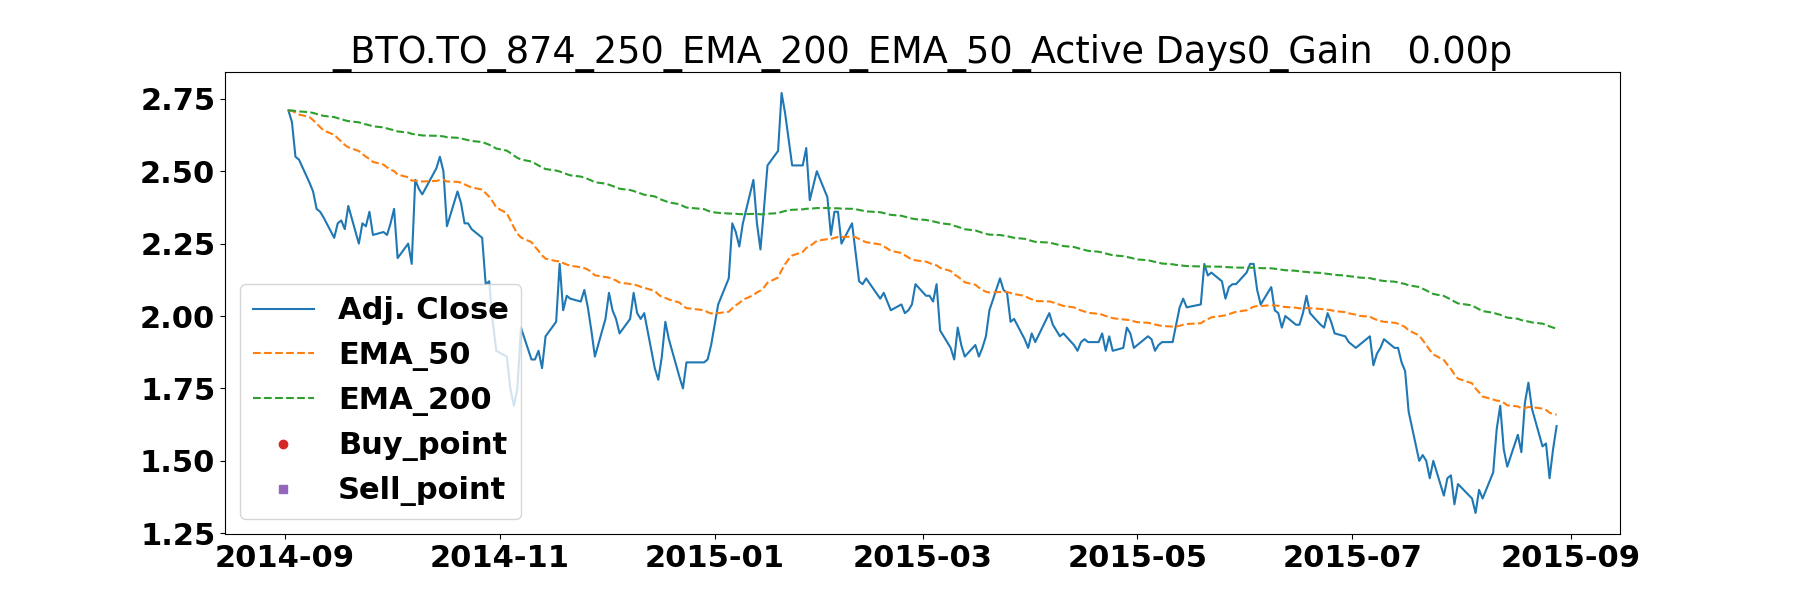 _BTO.TO_874_250_EMA_200_EMA_50_Active Days0_Gain   0.00p
2.75
2.50
2.25
2.00
1.75
1.50
1.25
Adj. Close
EMA_50
EMA_200
Buy_point
Sell_point
2014-09 2014-11 2015-01 2015-03 2015-05 2015-07 2015-09